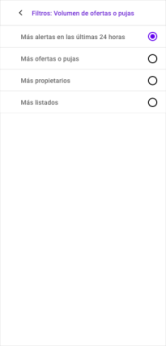 Filtros: Volumen de ofertas o pujas
Más alertas en las últimas 24 horas
Más ofertas o pujas
Más propietarios
Más listados